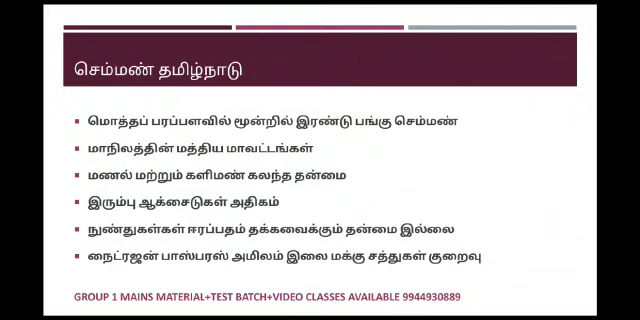 செம்மண் தமிழ்நாடு
மொத்தப் பரப்பளவில் மூன்றில் இரண்டு பங்கு செம்மண்
மாநிலத்தின் மத்திய மாவட்டங்கள்
மணல் மற்றும் களிமண் கலந்த தன்மை
இரும்பு ஆக்சைடுகள் அதிகம்
நுண்துகள்கள் ஈரப்பதம் தக்கவைக்கும் தன்மை இல்லை
நைட்ரஜன் பாஸ்பரஸ் அமிலம் இலை மக்கு சத்துகள் குறைவு
GROUP 1 MAINS MATERIAL+TEST BATCH+VIDEO CLASSES AVAILABLE 9944930889